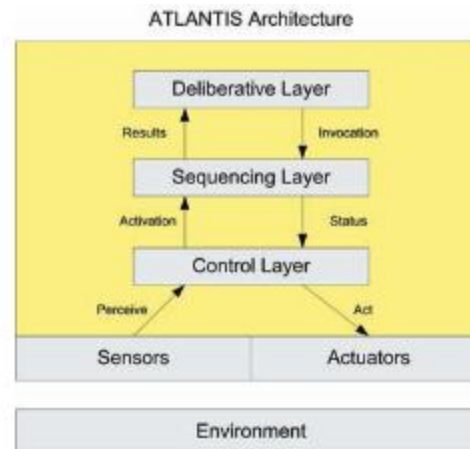 ATLANTIS Architecture
Deliberative Layer
Results
Invocation
Sequencing Layer
Activation
Status
Control Layer
Perceive
Act
Sensors
Actuators
Environment